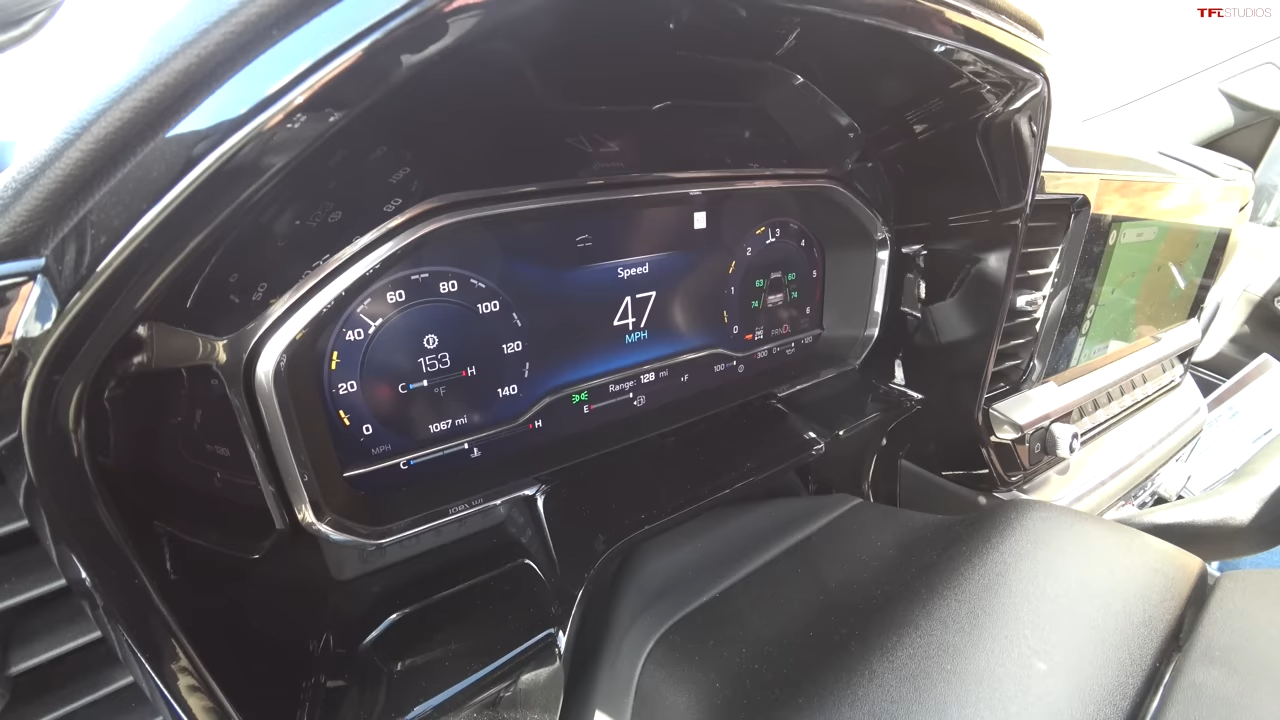 TFLSTUDIOS
Speed
47
MPH
0
20
40
60
80
100
120
140
153
C H
°F
1067 mi
MPH
C H
Range: 128 mi
E F
0
1
2
3
4
5
6
63 60
74 74
PRNDL
100 300 0 120